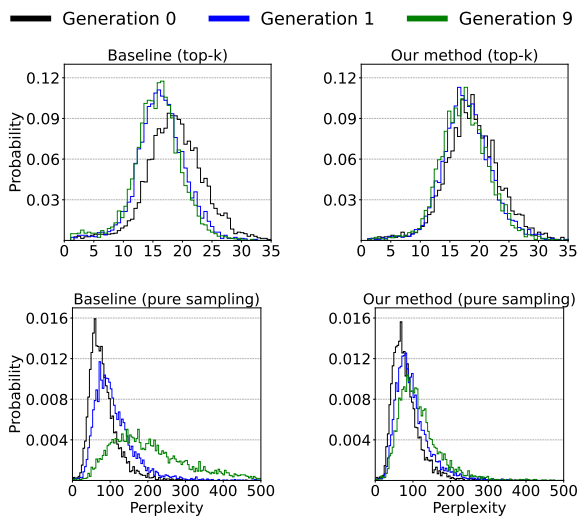 Generation 0 Generation 1 Generation 9
Baseline (top-k) Our method (top-k)
Probability
0.12
0.09
0.06
0.03
0 5 10 15 20 25 30 35
0.12
0.09
0.06
0.03
0 5 10 15 20 25 30 35
Baseline (pure sampling) Our method (pure sampling)
Probability
0.016
0.012
0.008
0.004
0 100 200 300 400 500
Perplexity
0.016
0.012
0.008
0.004
0 100 200 300 400 500
Perplexity